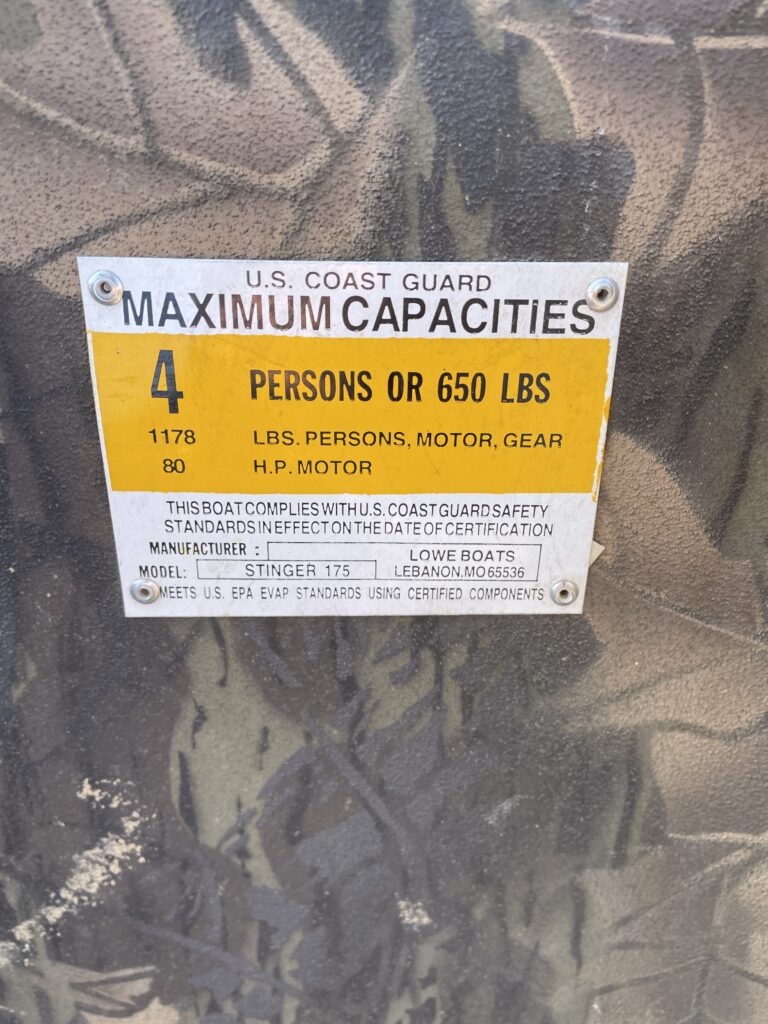 U.S. COAST GUARD
MAXIMUM CAPACITIES
4 PERSONS OR 650 LBS
1178 LBS. PERSONS, MOTOR, GEAR
80 H.P. MOTOR
THIS BOAT COMPLIES WITH U.S. COAST GUARD SAFETY
STANDARDS IN EFFECT ON THE DATE OF CERTIFICATION
MANUFACTURER : LOWE BOATS
MODEL: STINGER 175 LEBANON.MO 65536
MEETS U.S. EPA EVAP STANDARDS USING CERTIFIED COMPONENTS